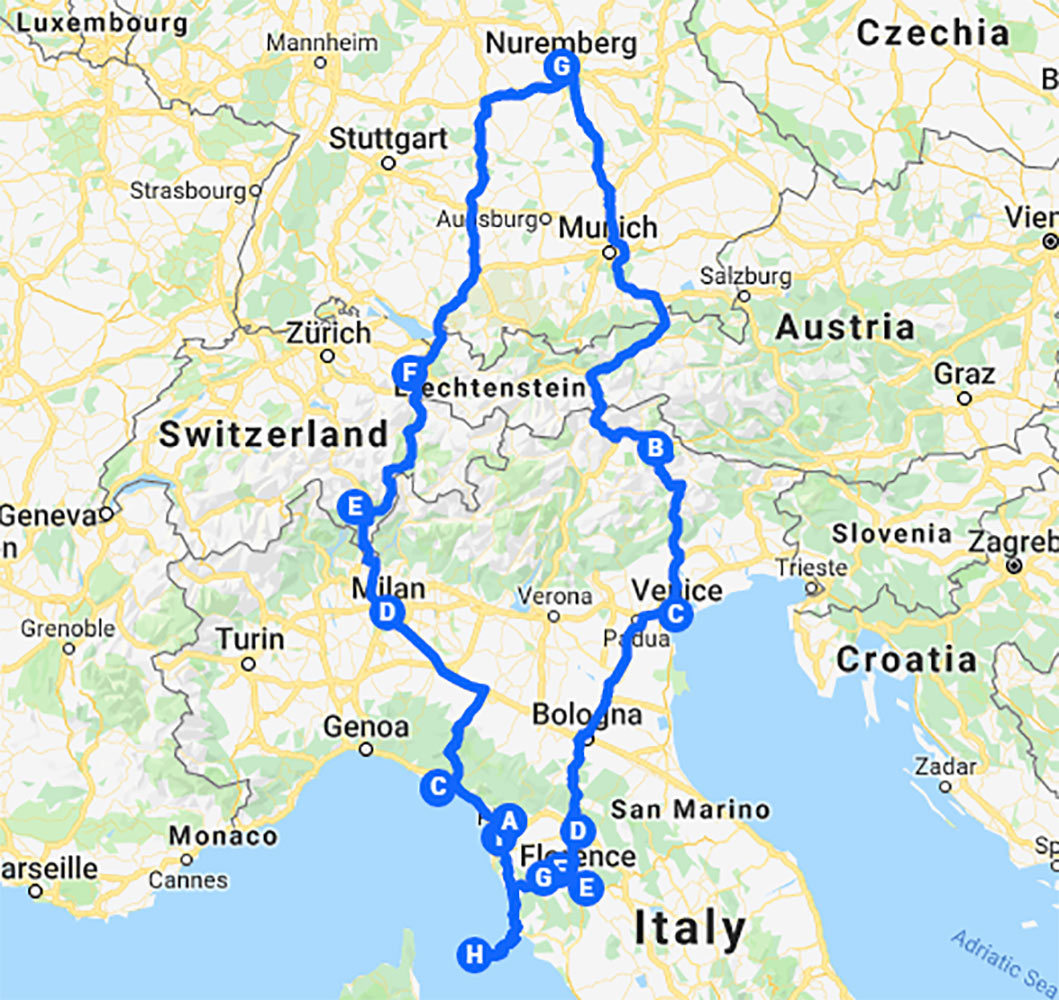 Luxembourg
Czechia
Mannheim
Nuremberg
G
B
Stuttgart
Strasbourg
Augsburg
Munich
Vien
Salzburg
Zürich
Austria
F
Liechtenstein
Graz
Switzerland
B
E
Geneva
n
Slovenia
Zagreb
Trieste
Milan
Verona
Venice
D
C
Grenoble
Turin
Padua
Croatia
Genoa
Bologna
Zadar
C
San Marino
A
D
Monaco
Florence
Sp
arseille
Cannes
G
E
Italy
H
Adriatic Sea